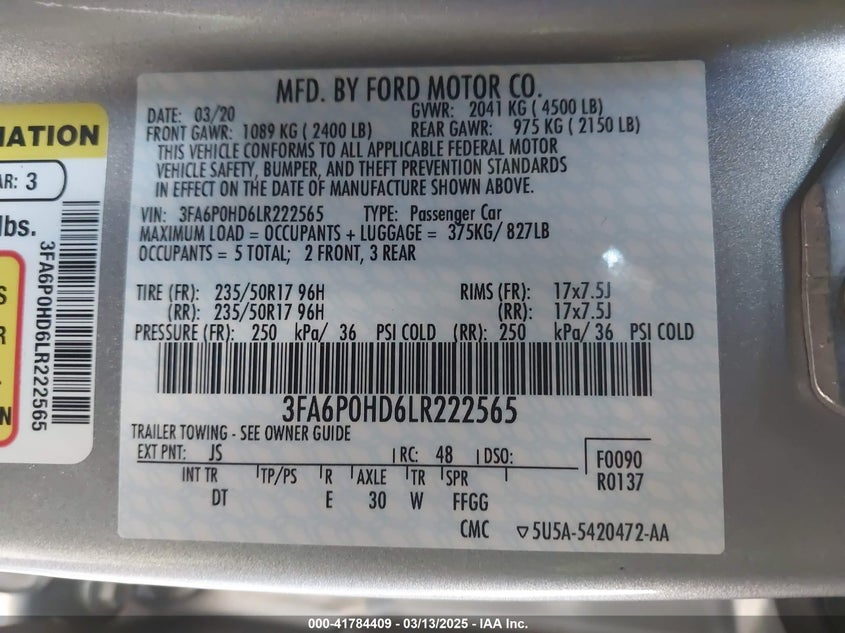 MFD. BY FORD MOTOR CO.
DATE: 03/20 GVWR: 2041 KG ( 4500 LB)
FRONT GAWR: 1089 KG ( 2400 LB) REAR GAWR: 975 KG ( 2150 LB)
THIS VEHICLE CONFORMS TO ALL APPLICABLE FEDERAL MOTOR
VEHICLE SAFETY, BUMPER, AND THEFT PREVENTION STANDARDS
IN EFFECT ON THE DATE OF MANUFACTURE SHOWN ABOVE.
VIN: 3FA6P0HD6LR222565 TYPE: Passenger Car
MAXIMUM LOAD = OCCUPANTS + LUGGAGE = 375KG/ 827LB
OCCUPANTS = 5 TOTAL; 2 FRONT, 3 REAR
TIRE (FR): 235/50R17 96H RIMS (FR): 17x7.5J
(RR): 235/50R17 96H (RR): 17x7.5J
PRESSURE (FR): 250 kPa/ 36 PSI COLD (RR): 250 kPa/ 36 PSI COLD
3FA6P0HD6LR222565
TRAILER TOWING - SEE OWNER GUIDE
EXT PNT: JS RC: 48 DSO: F0090
R0137
INT TR TP/PS R AXLE TR SPR
DT E 30 W FFGG
CMC ▽5U5A-5420472-AA
AR: 3
lbs.
3FA6P0HD6LR222565
000-41784409 / 03/13/2025 - IAA Inc.